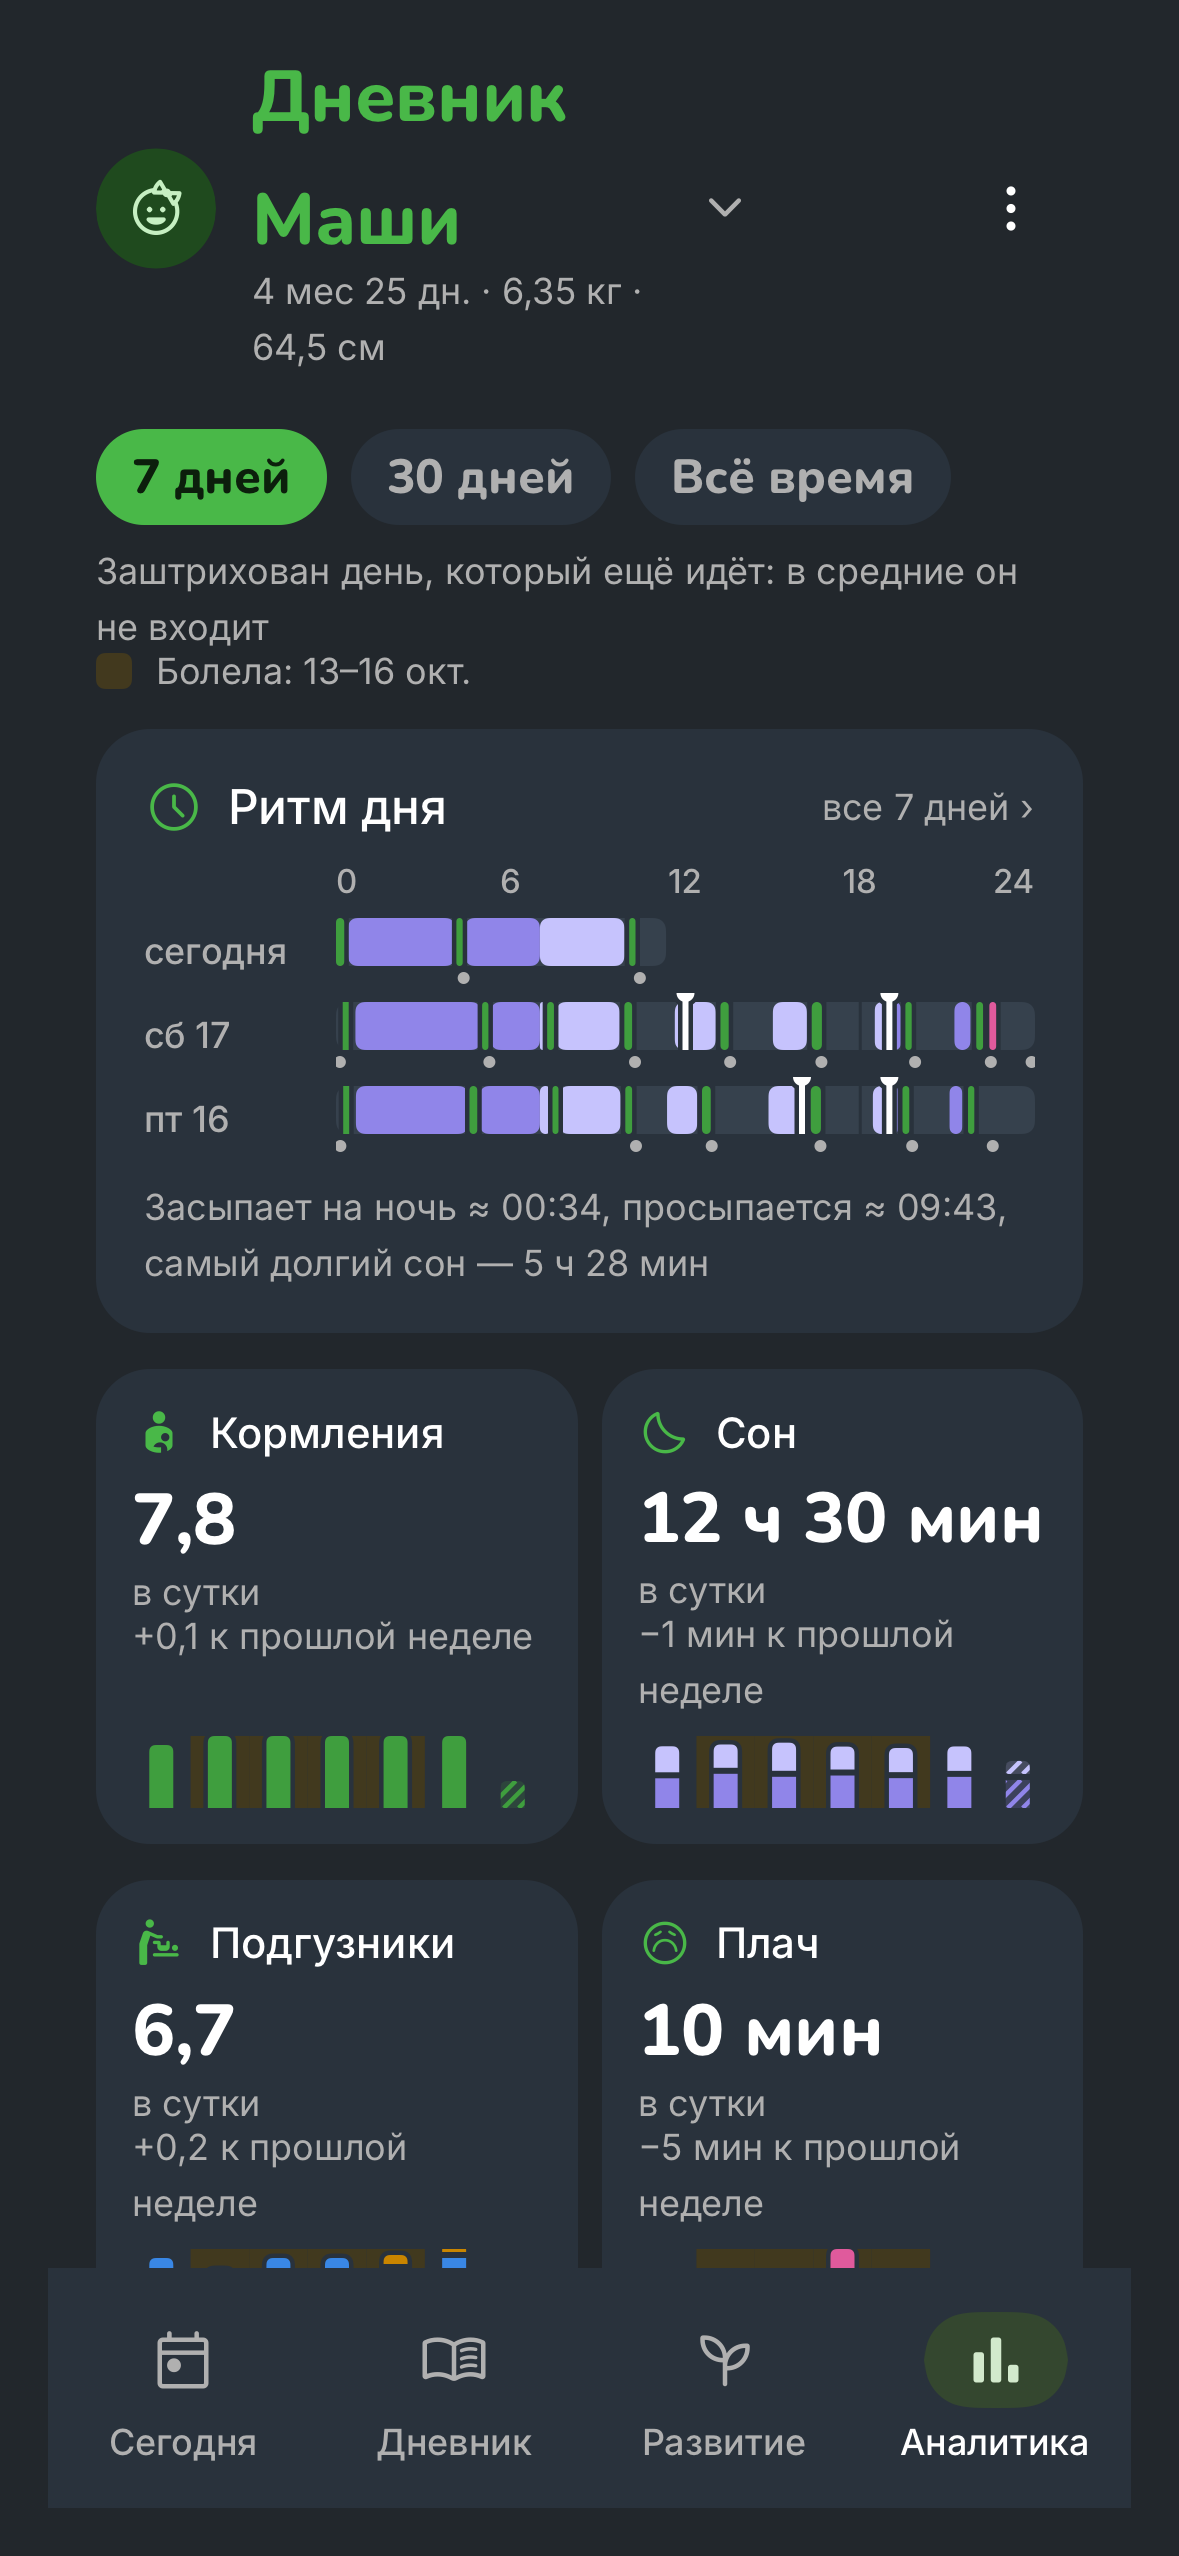 Дневник
Маши
4 мес 25 дн. · 6,35 кг ·
64,5 см
7 дней
30 дней
Всё время
Заштрихован день, который ещё идёт: в средние он
не входит
Болела: 13–16 окт.
Ритм дня
все 7 дней ›
0 6 12 18 24
сегодня
сб 17
пт 16
Засыпает на ночь ≈ 00:34, просыпается ≈ 09:43,
самый долгий сон — 5 ч 28 мин
Кормления
7,8
в сутки
+0,1 к прошлой неделе
Сон
12 ч 30 мин
в сутки
−1 мин к прошлой
неделе
Подгузники
6,7
в сутки
+0,2 к прошлой
неделе
Плач
10 мин
в сутки
−5 мин к прошлой
неделе
Сегодня
Дневник
Развитие
Аналитика